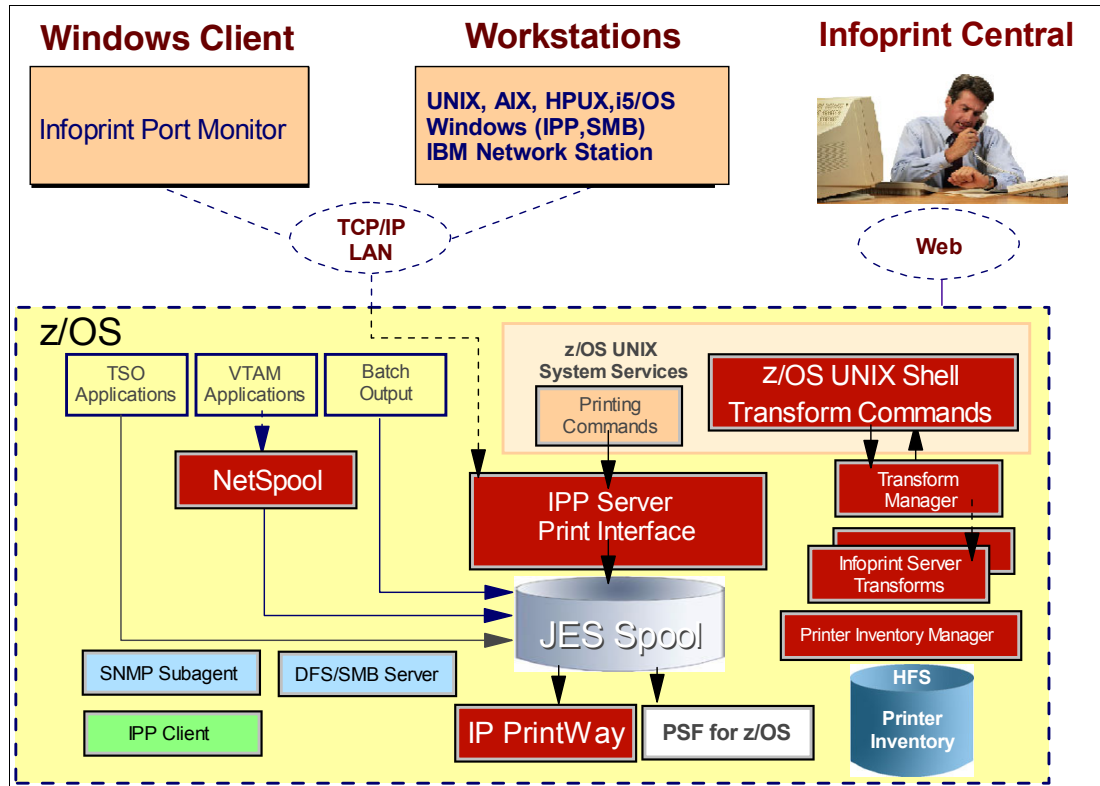 Windows Client
Workstations
Infoprint Central
Infoprint Port Monitor
UNIX, AIX, HPUX,i5/OS
Windows (IPP,SMB)
IBM Network Station
TCP/IP
LAN
Web
z/OS
TSO
Applications
VTAM
Applications
Batch
Output
z/OS UNIX
System Services
Printing
Commands
z/OS UNIX Shell
Transform Commands
NetSpool
IPP Server
Print Interface
Transform
Manager
Infoprint Server
Transforms
JES Spool
Printer Inventory Manager
SNMP Subagent
DFS/SMB Server
IPP Client
IP PrintWay
PSF for z/OS
HFS
Printer
Inventory